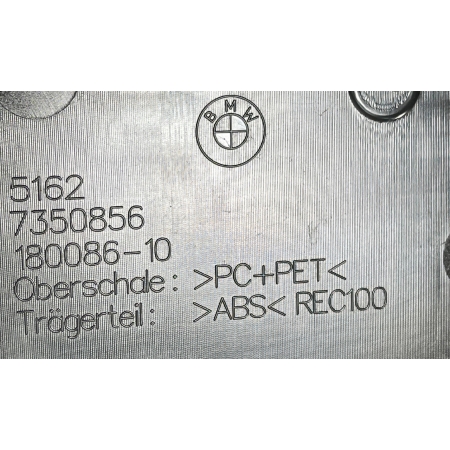 BMW
5162
7350856
180086-10
Oberschale: >PC+PET<
Trägerteil: >ABS< REC100